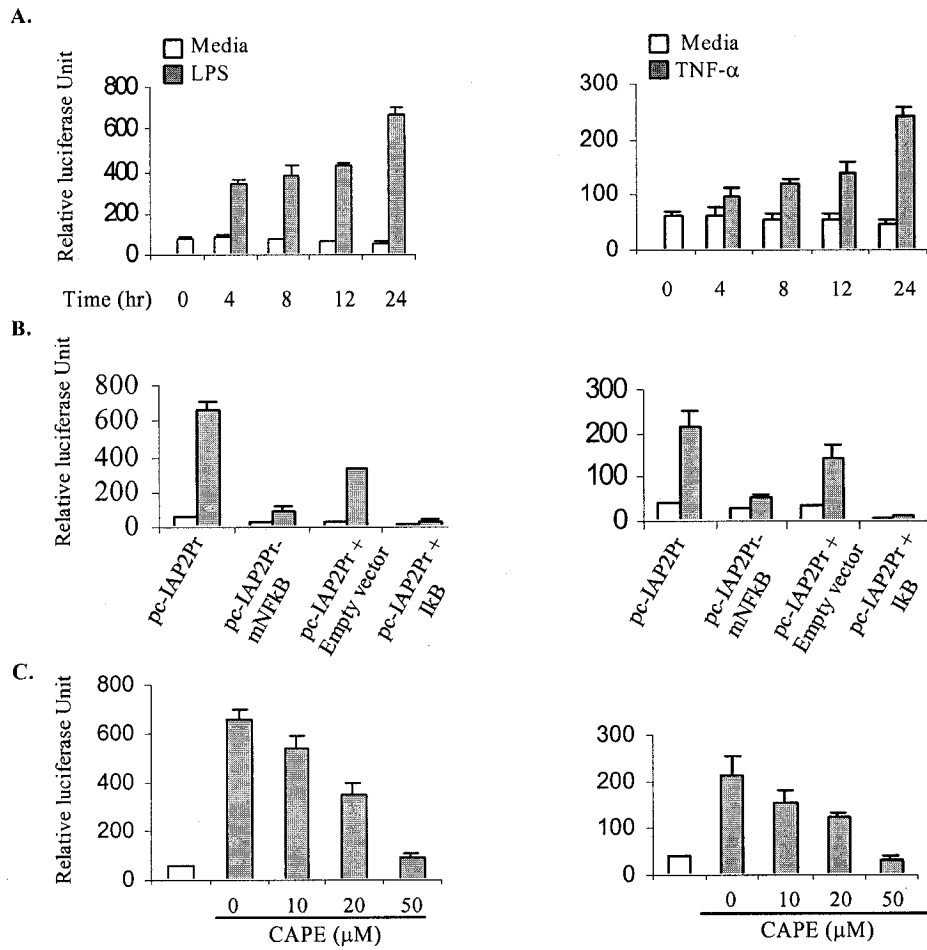 A.
Media
LPS
Relative luciferase Unit
800
600
400
200
0
Time (hr) 0 4 8 12 24
Media
TNF-α
300
200
100
0
0 4 8 12 24
B.
Relative luciferase Unit
800
600
400
200
0
pc-IAP2Pr
pc-IAP2Pr-
mNFkB
pc-IAP2Pr +
Empty vector
pc-IAP2Pr +
IkB
300
200
100
0
pc-IAP2Pr
pc-IAP2Pr-
mNFkB
pc-IAP2Pr +
Empty vector
pc-IAP2Pr +
IkB
C.
Relative luciferase Unit
800
600
400
200
0
0 10 20 50
CAPE (μM)
300
200
100
0
0 10 20 50
CAPE (μM)